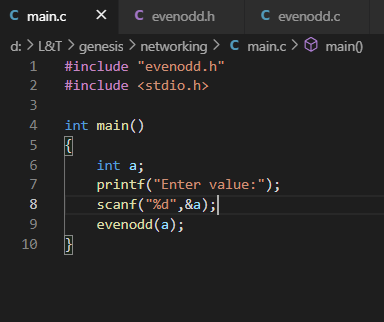 main.c
evenodd.h
evenodd.c
d: > L&T > genesis > networking > main.c > main()
1 #include "evenodd.h"
2 #include <stdio.h>
3
4 int main()
5 {
6 int a;
7 printf("Enter value:");
8 scanf("%d",&a);
9 evenodd(a);
10 }